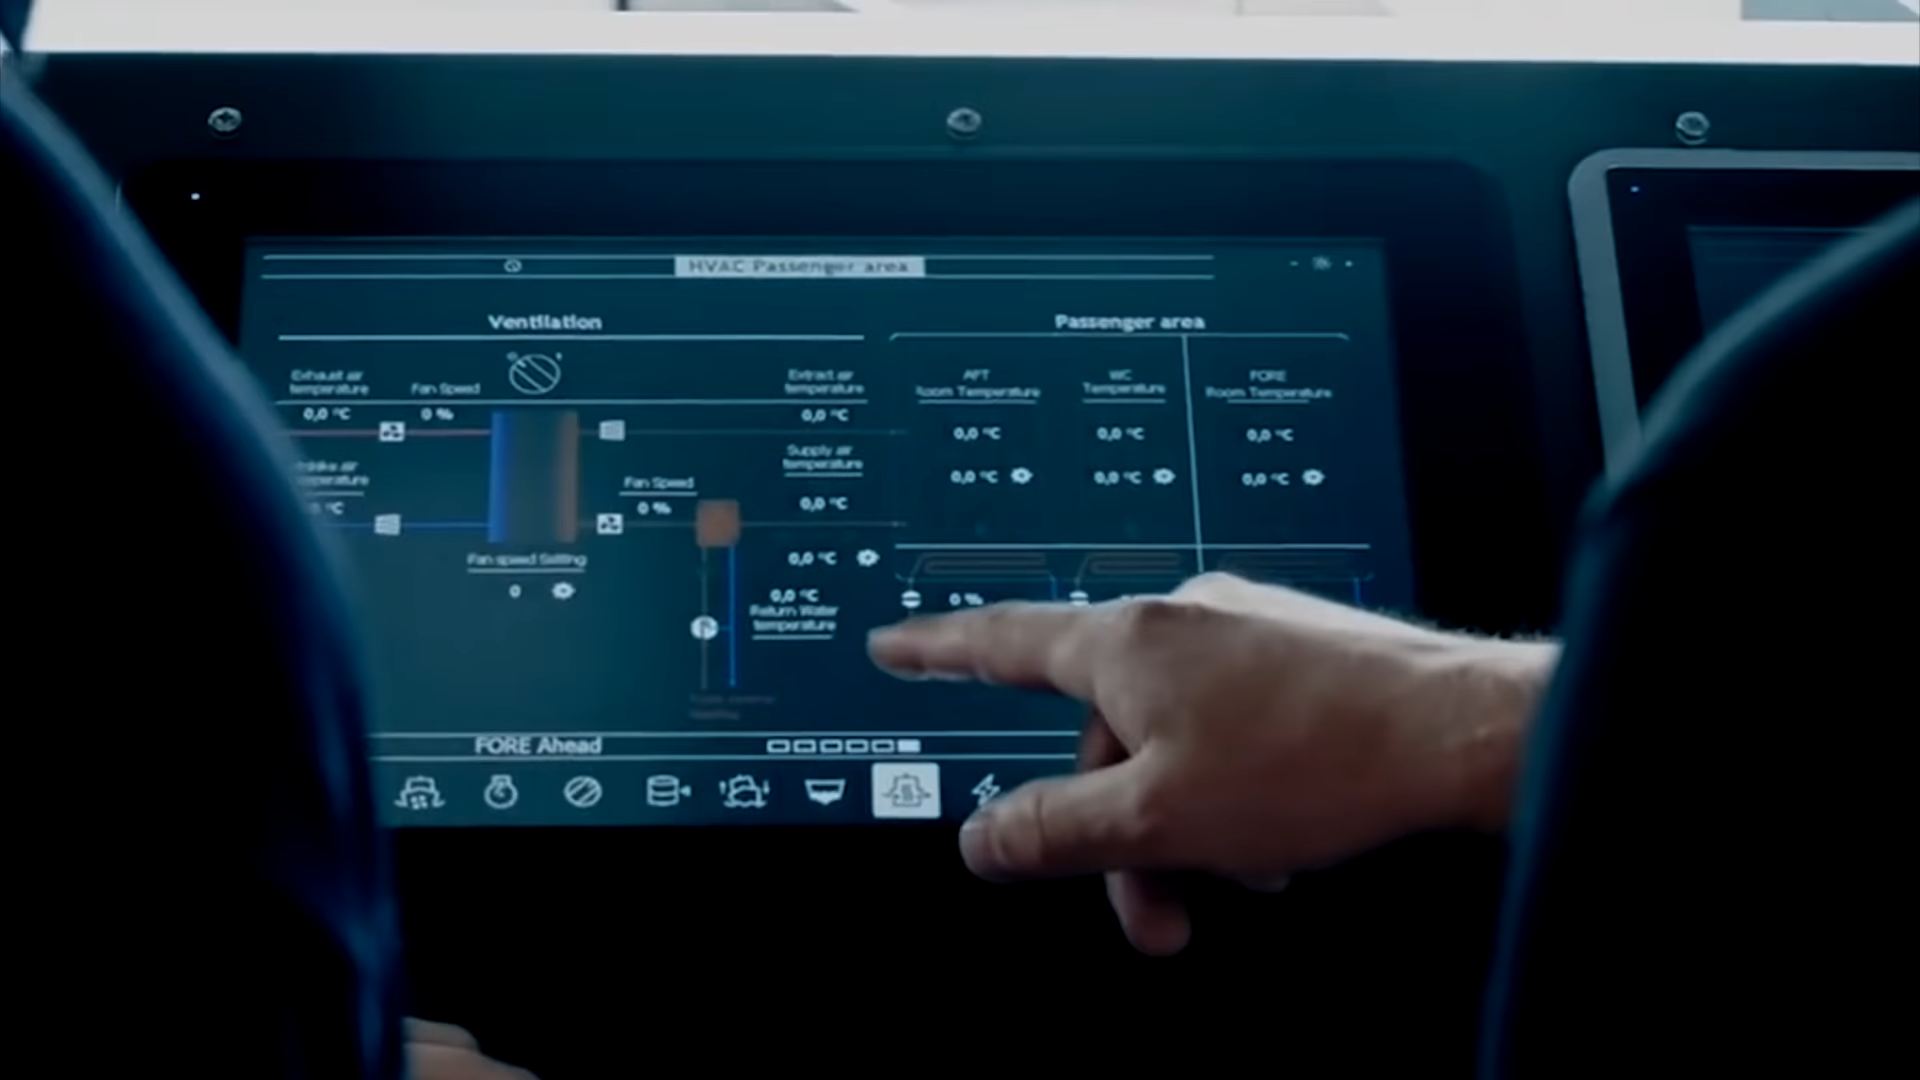 HVAC Passenger area
Ventilation
Passenger area
Exhaust air
temperature
0,0 °C
Fan Speed
0 %
Extract air
temperature
0,0 °C
AFT
Room Temperature
0,0 °C
0,0 °C
WC
Temperature
0,0 °C
0,0 °C
FORE
Room Temperature
0,0 °C
0,0 °C
air
temperature
°C
Fan Speed
0 %
Supply air
temperature
0,0 °C
0,0 °C
Fan speed Setting
0
0,0 °C
Return Water
temperature
0 %
FORE Ahead